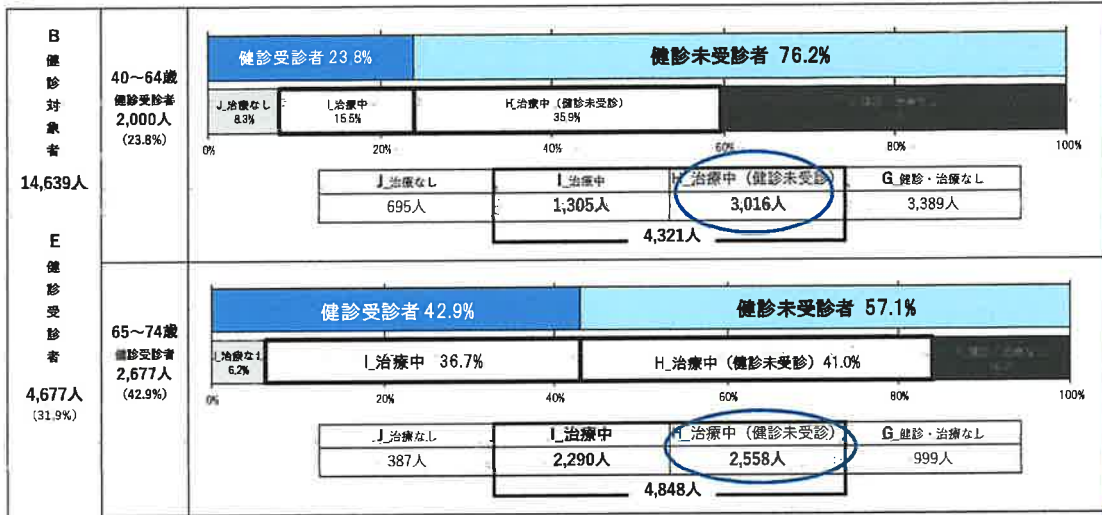 B
健
診
対
象
者
14,639人
E
健
診
受
診
者
4,677人
(31.9%)
40～64歳
健診受診者
2,000人
(23.8%)
健診受診者 23.8%
健診未受診者 76.2%
J_治療なし
8.3%
I_治療中
15.5%
H_治療中（健診未受診）
35.9%
0%
20%
40%
60%
80%
100%
J_治療なし
I_治療中
H_治療中（健診未受診）
G_健診・治療なし
695人
1,305人
3,016人
3,389人
4,321人
65～74歳
健診受診者
2,677人
(42.9%)
健診受診者 42.9%
健診未受診者 57.1%
J_治療なし
6.2%
I_治療中 36.7%
H_治療中（健診未受診）41.0%
0%
20%
40%
60%
80%
100%
J_治療なし
I_治療中
H_治療中（健診未受診）
G_健診・治療なし
387人
2,290人
2,558人
999人
4,848人